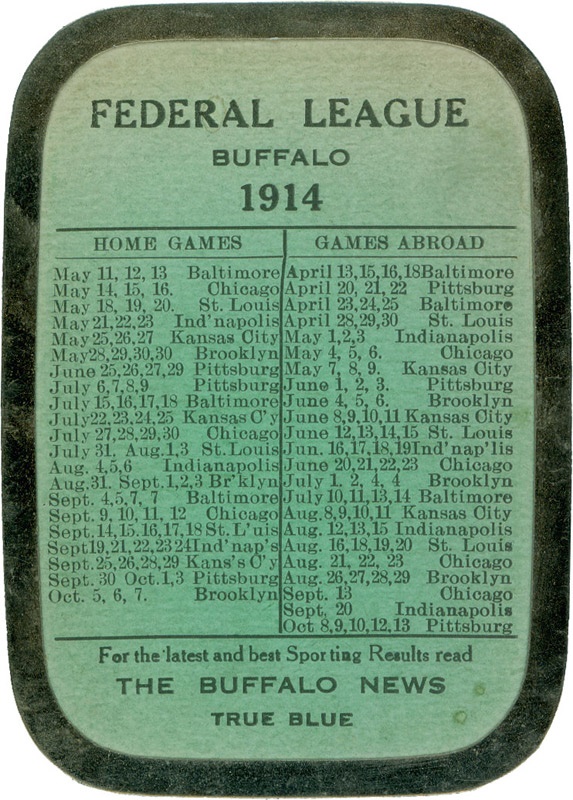 FEDERAL LEAGUE
BUFFALO
1914
HOME GAMES
May 11, 12, 13 Baltimore
May 14, 15, 16. Chicago
May 18, 19, 20. St. Louis
May 21,22,23 Ind'napolis
May 25,26,27 Kansas City
May 28,29,30,30 Brooklyn
June 25,26,27,29 Pittsburg
July 6,7,8,9 Pittsburg
July 15,16,17,18 Baltimore
July 22,23,24,25 Kansas C'y
July 27,28,29,30 Chicago
July 31. Aug.1,3 St. Louis
Aug. 4,5,6 Indianapolis
Aug.31. Sept.1,2,3 Br'klyn
Sept. 4,5,7, 7 Baltimore
Sept. 9, 10, 11, 12 Chicago
Sept.14,15.16,17,18 St. L'uis
Sept19,21,22,23 24Ind'nap's
Sept.25,26,28,29 Kans's C'y
Sept. 30 Oct.1,3 Pittsburg
Oct. 5, 6, 7. Brooklyn
GAMES ABROAD
April 13,15,16,18Baltimore
April 20, 21, 22 Pittsburg
April 23,24,25 Baltimore
April 28,29,30 St. Louis
May 1,2,3 Indianapolis
May 4, 5, 6. Chicago
May 7, 8, 9. Kansas City
June 1, 2, 3. Pittsburg
June 4, 5, 6. Brooklyn
June 8,9,10,11 Kansas City
June 12,13,14,15 St. Louis
Jun. 16,17,18,19Ind'nap'lis
June 20,21,22,23 Chicago
July 1. 2, 4, 4 Brooklyn
July 10,11,13,14 Baltimore
Aug.8,9,10,11 Kansas City
Aug. 12,13,15 Indianapolis
Aug. 16,18,19,20 St. Louis
Aug. 21, 22, 23 Chicago
Aug. 26,27,28,29 Brooklyn
Sept. 13 Chicago
Sept, 20 Indianapolis
Oct 8,9,10,12,13 Pittsburg
For the latest and best Sporting Results read
THE BUFFALO NEWS
TRUE BLUE